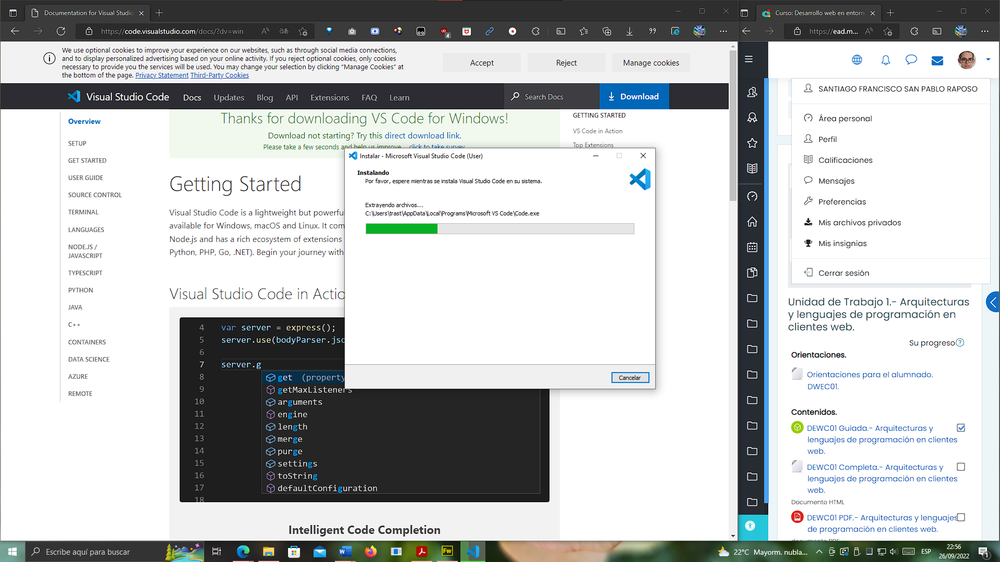 Documentation for Visual Studio
https://code.visualstudio.com/docs/?dv=win
We use optional cookies to improve your experience on our websites, such as through social media connections,
and to display personalized advertising based on your online activity. If you reject optional cookies, only cookies
necessary to provide you the services will be used. You may change your selection by clicking “Manage Cookies” at
the bottom of the page. Privacy Statement Third-Party Cookies
Accept
Reject
Manage cookies
Visual Studio Code
Docs
Updates
Blog
API
Extensions
FAQ
Learn
Search Docs
Download
Overview
SETUP
GET STARTED
USER GUIDE
SOURCE CONTROL
TERMINAL
LANGUAGES
NODE.JS /
JAVASCRIPT
TYPESCRIPT
PYTHON
JAVA
C++
CONTAINERS
DATA SCIENCE
AZURE
REMOTE
Thanks for downloading VS Code for Windows!
Download not starting? Try this direct download link.
Please take a few seconds and help us improve... click to take survey.
GETTING STARTED
VS Code in Action
Top Extensions
Getting Started
Visual Studio Code is a lightweight but powerfu
available for Windows, macOS and Linux. It com
Node.js and has a rich ecosystem of extensions
Python, PHP, Go, .NET). Begin your journey with
Visual Studio Code in Actio
4 var server = express();
5 server.use(bodyParser.jso
6
7 server.g
8 get (property
9 getMaxListeners
10 arguments
11 engine
12 length
13 merge
14 purge
15 settings
16 toString
17 defaultConfiguration
18
Intelligent Code Completion
Instalar - Microsoft Visual Studio Code (User)
Instalando
Por favor, espere mientras se instala Visual Studio Code en su sistema.
Extrayendo archivos...
C:\Users\trast\AppData\Local\Programs\Microsoft VS Code\Code.exe
Cancelar
Curso: Desarrollo web en entorn
https://ead.m...
SANTIAGO FRANCISCO SAN PABLO RAPOSO
Área personal
Perfil
Calificaciones
Mensajes
Preferencias
Mis archivos privados
Mis insignias
Cerrar sesión
Unidad de Trabajo 1.- Arquitecturas
y lenguajes de programación en
clientes web.
Su progreso
Orientaciones.
Orientaciones para el alumnado.
DWEC01.
Contenidos.
DEWC01 Guiada.- Arquitecturas y
lenguajes de programación en clientes
web.
DEWC01 Completa.- Arquitecturas y
lenguajes de programación en clientes
web.
Documento HTML
DEWC01 PDF.- Arquitecturas y lenguajes
de programación en clientes web.
documento PDF
Escribe aquí para buscar
22°C Mayorm. nubla...
ESP
22:56
26/09/2022
1